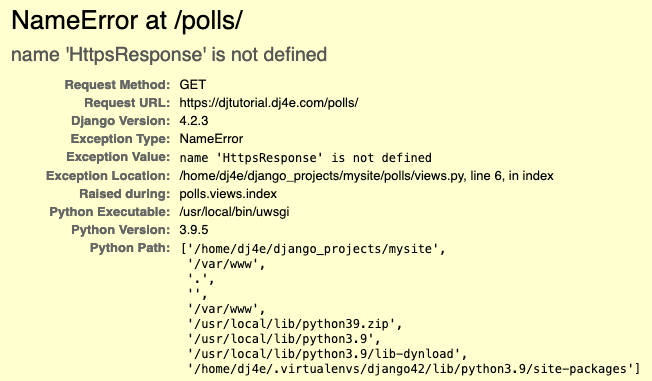 NameError at /polls/
name 'HttpsResponse' is not defined
Request Method: GET
Request URL: https://djtutorial.dj4e.com/polls/
Django Version: 4.2.3
Exception Type: NameError
Exception Value: name 'HttpsResponse' is not defined
Exception Location: /home/dj4e/django_projects/mysite/polls/views.py, line 6, in index
Raised during: polls.views.index
Python Executable: /usr/local/bin/uwsgi
Python Version: 3.9.5
Python Path: ['/home/dj4e/django_projects/mysite',
'/var/www',
'.',
'',
'/var/www',
'/usr/local/lib/python39.zip',
'/usr/local/lib/python3.9',
'/usr/local/lib/python3.9/lib-dynload',
'/home/dj4e/.virtualenvs/django42/lib/python3.9/site-packages']